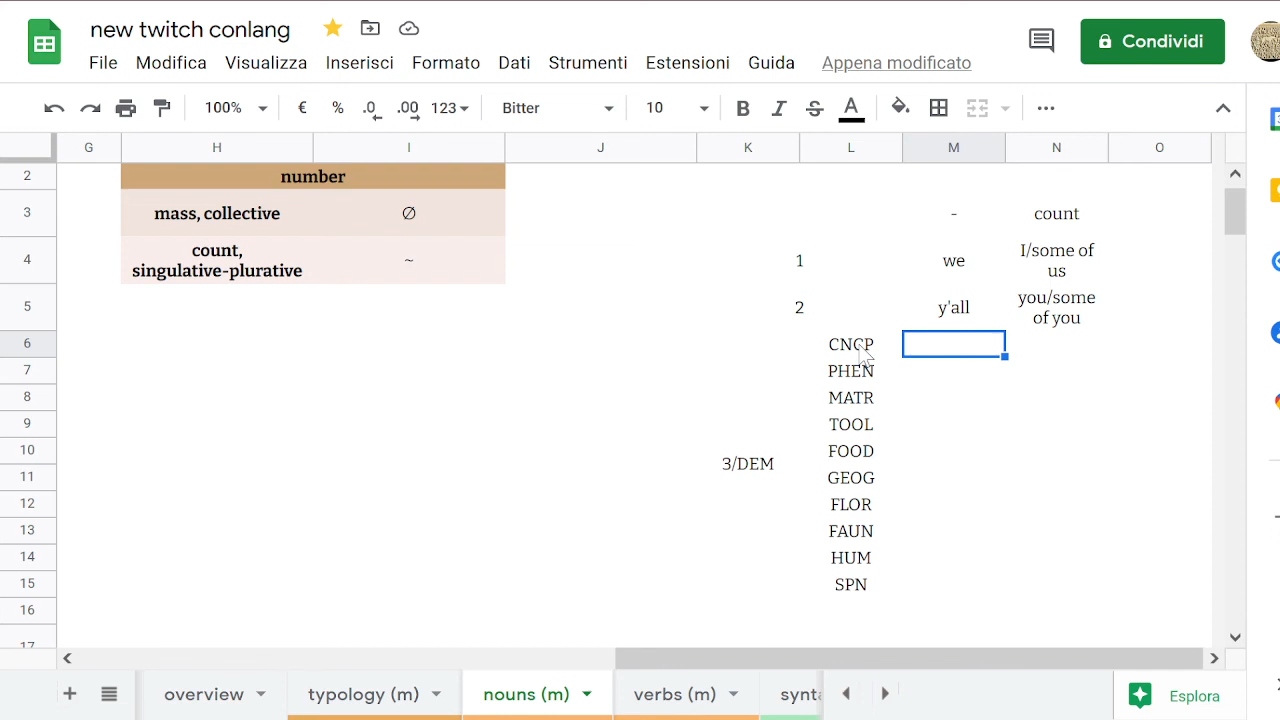 new twitch conlang
File Modifica Visualizza Inserisci Formato Dati Strumenti Estensioni Guida Appena modificato
Condividi
100% € % .0 .00 123 Bitter 10 B I S A
G H I J K L M N O
2 number
3 mass, collective ∅ - count
4 count, singulative-plurative ~ 1 we I/some of us
5 2 y'all you/some of you
6 CNCP
7 PHEN
8 MATR
9 TOOL
10 FOOD
3/DEM
11 GEOG
12 FLOR
13 FAUN
14 HUM
15 SPN
16
17
overview typology (m) nouns (m) verbs (m) synta
Esplora